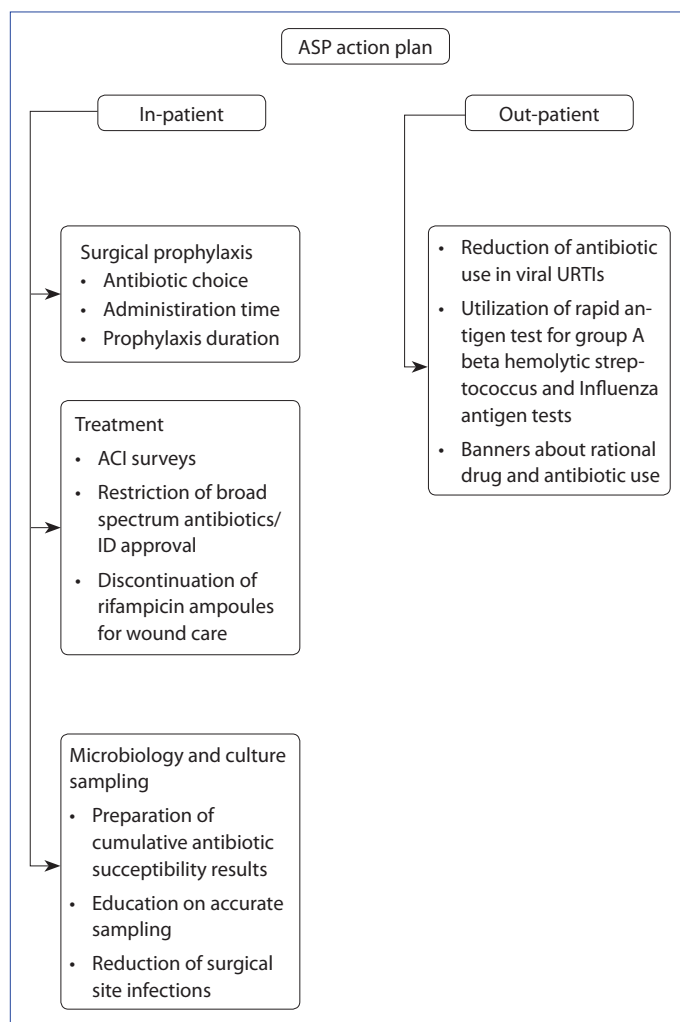 ASP action plan
In-patient
Out-patient
Surgical prophylaxis
• Antibiotic choice
• Administiration time
• Prophylaxis duration
Treatment
• ACI surveys
• Restriction of broad
spectrum antibiotics/
ID approval
• Discontinuation of
rifampicin ampoules
for wound care
Microbiology and culture
sampling
• Preparation of
cumulative antibiotic
succeptibility results
• Education on accurate
sampling
• Reduction of surgical
site infections
• Reduction of antibiotic
use in viral URTIs
• Utilization of rapid an-
tigen test for group A
beta hemolytic strep-
tococcus and Influenza
antigen tests
• Banners about rational
drug and antibiotic use